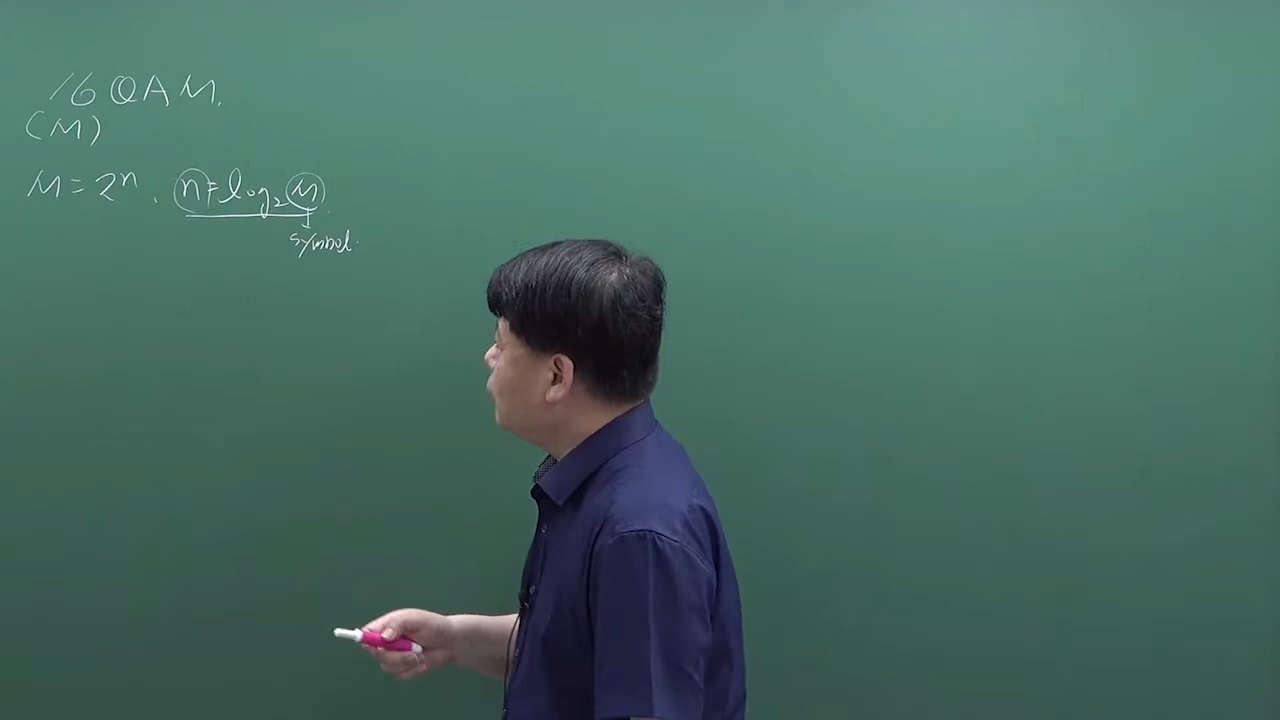 16 QAM.
(M)
M = 2ⁿ, n = log₂ M
symbol.